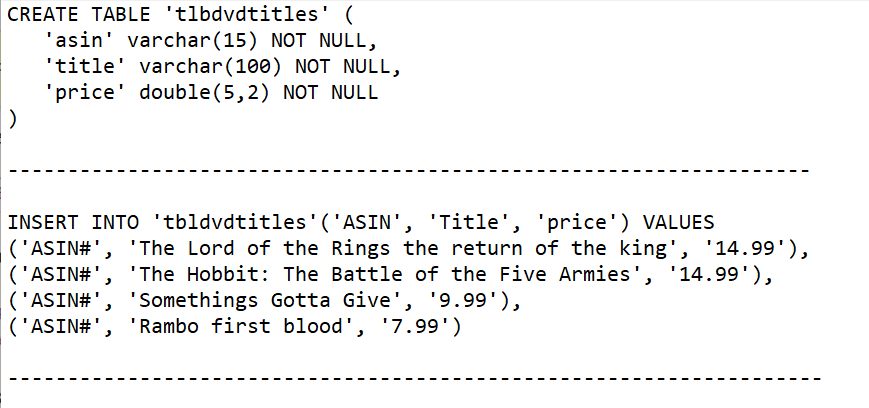 CREATE TABLE 'tlbdvdtitles' (
   'asin' varchar(15) NOT NULL,
   'title' varchar(100) NOT NULL,
   'price' double(5,2) NOT NULL
)
-------------------------------------------------------------------
INSERT INTO 'tbldvdtitles'('ASIN', 'Title', 'price') VALUES
('ASIN#', 'The Lord of the Rings the return of the king', '14.99'),
('ASIN#', 'The Hobbit: The Battle of the Five Armies', '14.99'),
('ASIN#', 'Somethings Gotta Give', '9.99'),
('ASIN#', 'Rambo first blood', '7.99')
--------------------------------------------------------------------